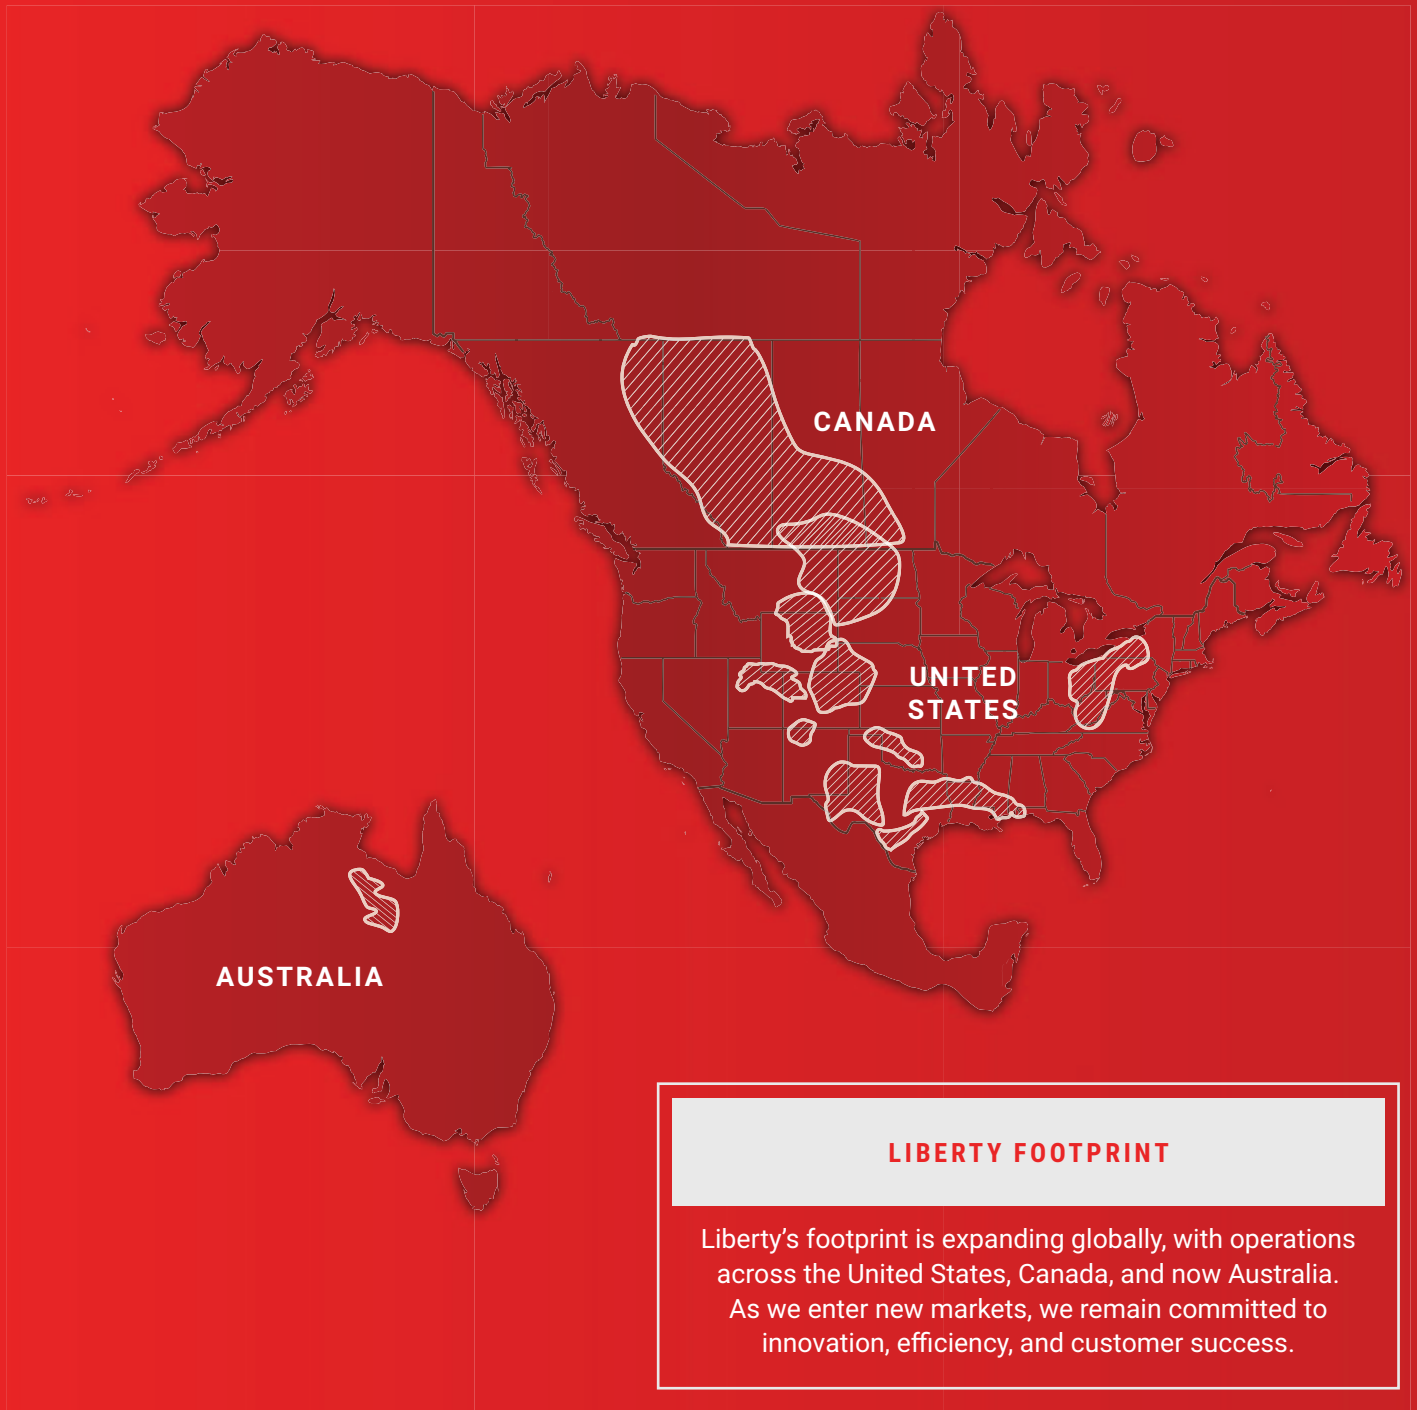 CANADA
UNITED
STATES
AUSTRALIA
LIBERTY FOOTPRINT
Liberty’s footprint is expanding globally, with operations
across the United States, Canada, and now Australia.
As we enter new markets, we remain committed to
innovation, efficiency, and customer success.